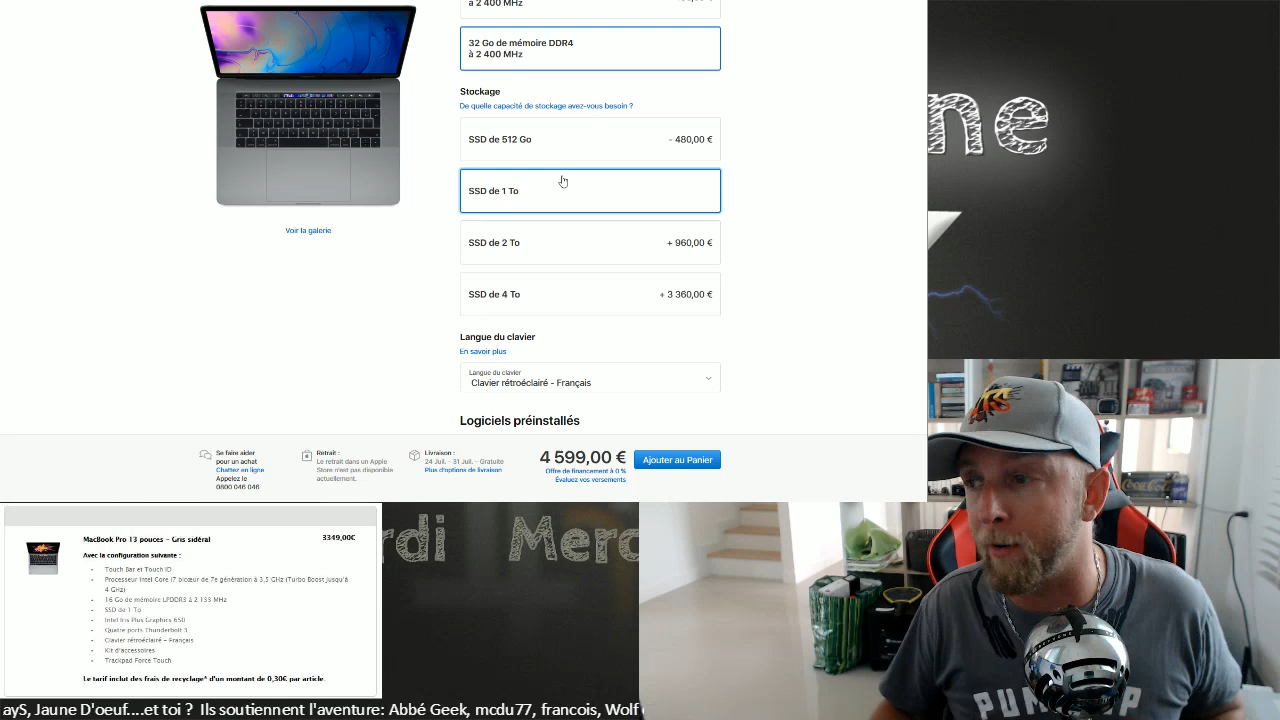 à 2 400 MHz
32 Go de mémoire DDR4
à 2 400 MHz
Stockage
De quelle capacité de stockage avez-vous besoin ?
SSD de 512 Go
- 480,00 €
SSD de 1 To
SSD de 2 To
+ 960,00 €
SSD de 4 To
+ 3 360,00 €
Voir la galerie
Langue du clavier
En savoir plus
Langue du clavier
Clavier rétroéclairé - Français
Logiciels préinstallés
Se faire aider
pour un achat
Chattez en ligne
Appelez le
0800 046 046
Retrait :
Le retrait dans un Apple
Store n'est pas disponible
actuellement.
Livraison :
24 Juil. - 31 Juil. - Gratuite
Plus d'options de livraison
4 599,00 €
Offre de financement à 0 %
Évaluez vos versements
Ajouter au Panier
ne
MacBook Pro 13 pouces – Gris sidéral
3349,00€
Avec la configuration suivante :
- Touch Bar et Touch ID
- Processeur Intel Core i7 bicœur de 7e génération à 3,5 GHz (Turbo Boost jusqu'à
4 GHz)
- 16 Go de mémoire LPDDR3 à 2 133 MHz
- SSD de 1 To
- Intel Iris Plus Graphics 650
- Quatre ports Thunderbolt 3
- Clavier rétroéclairé – Français
- Kit d'accessoires
- Trackpad Force Touch
Le tarif inclut des frais de recyclage* d'un montant de 0,30€ par article.
rdi Merc
Coca-Cola
ayS, Jaune D'oeuf....et toi ? Ils soutiennent l'aventure: Abbé Geek, mcdu77, francois, Wolf